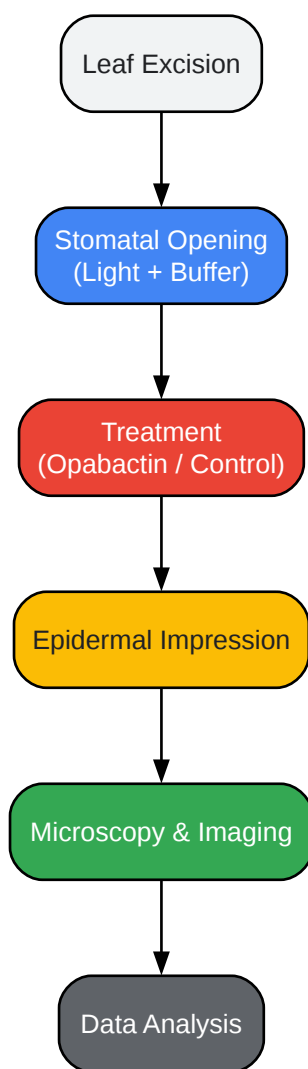 Leaf Excision
Stomatal Opening
(Light + Buffer)
Treatment
(Opabactin / Control)
Epidermal Impression
Microscopy & Imaging
Data Analysis